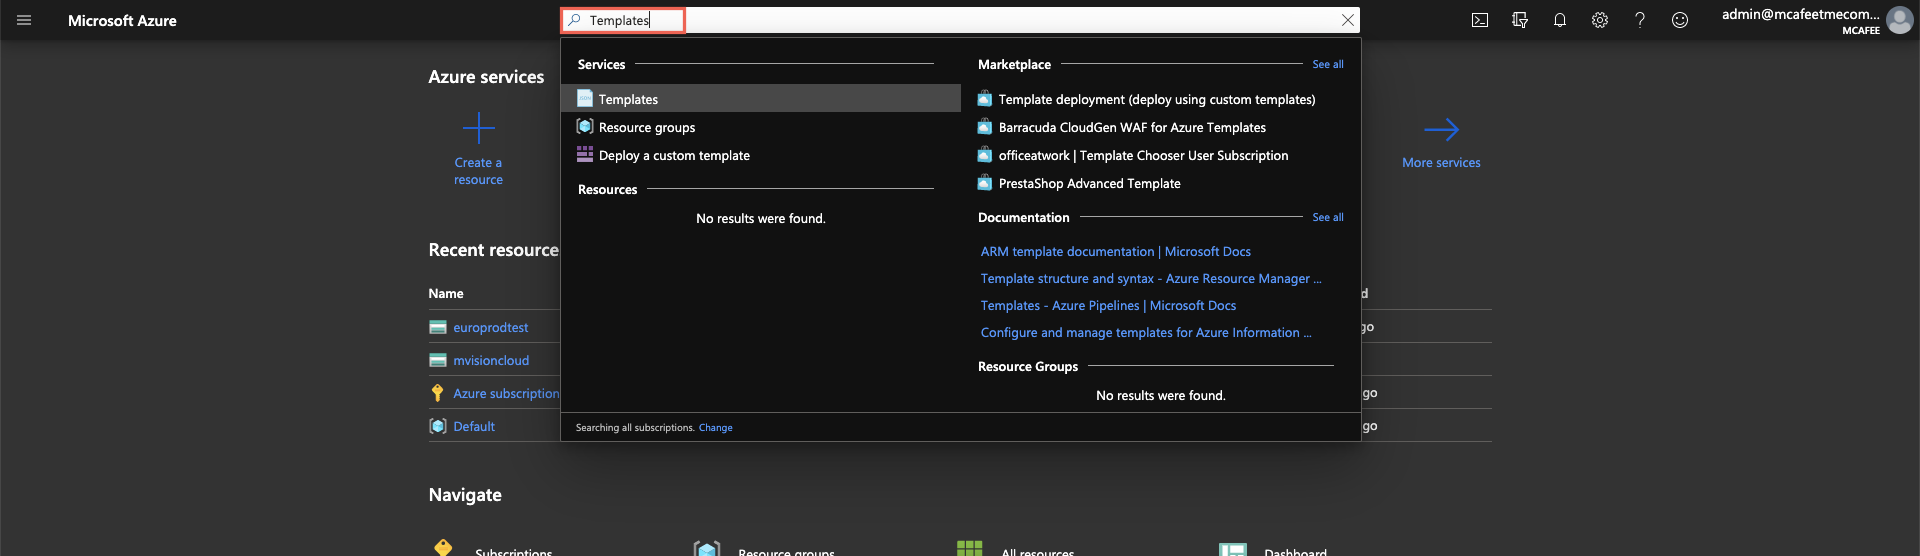 Microsoft Azure
Templates
admin@mcafeetmecom...
MCAFEE
Azure services
Create a
resource
More services
Services
Templates
Resource groups
Deploy a custom template
Resources
No results were found.
Marketplace
See all
Template deployment (deploy using custom templates)
Barracuda CloudGen WAF for Azure Templates
officeatwork | Template Chooser User Subscription
PrestaShop Advanced Template
Documentation
See all
ARM template documentation | Microsoft Docs
Template structure and syntax - Azure Resource Manager ...
Templates - Azure Pipelines | Microsoft Docs
Configure and manage templates for Azure Information ...
Resource Groups
No results were found.
Searching all subscriptions. Change
Recent resource
Name
d
europrodtest
go
mvisioncloud
Azure subscription
go
Default
go
Navigate
Subscriptions
Resource groups
All resources
Dashboard